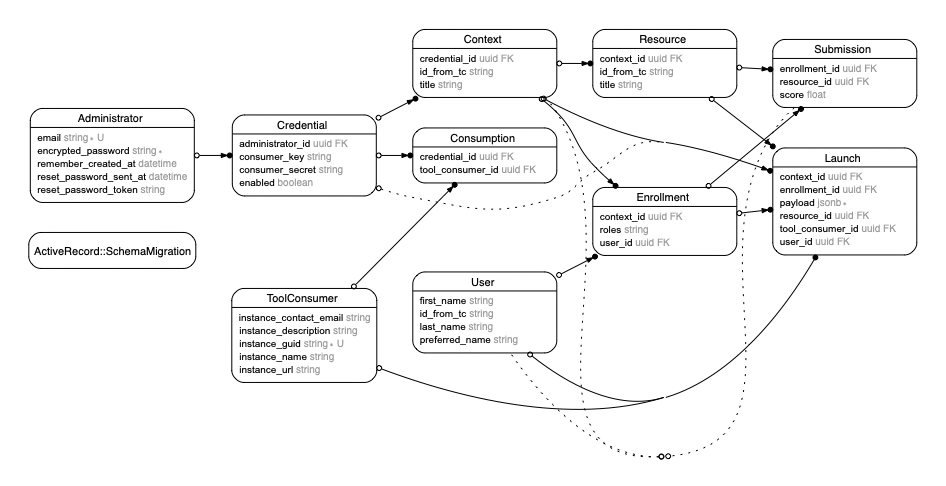 Administrator
email string * U
encrypted_password string *
remember_created_at datetime
reset_password_sent_at datetime
reset_password_token string
ActiveRecord::SchemaMigration
Credential
administrator_id uuid FK
consumer_key string
consumer_secret string
enabled boolean
ToolConsumer
instance_contact_email string
instance_description string
instance_guid string * U
instance_name string
instance_url string
Context
credential_id uuid FK
id_from_tc string
title string
Consumption
credential_id uuid FK
tool_consumer_id uuid FK
User
first_name string
id_from_tc string
last_name string
preferred_name string
Resource
context_id uuid FK
id_from_tc string
title string
Enrollment
context_id uuid FK
roles string
user_id uuid FK
Submission
enrollment_id uuid FK
resource_id uuid FK
score float
Launch
context_id uuid FK
enrollment_id uuid FK
payload jsonb *
resource_id uuid FK
tool_consumer_id uuid FK
user_id uuid FK